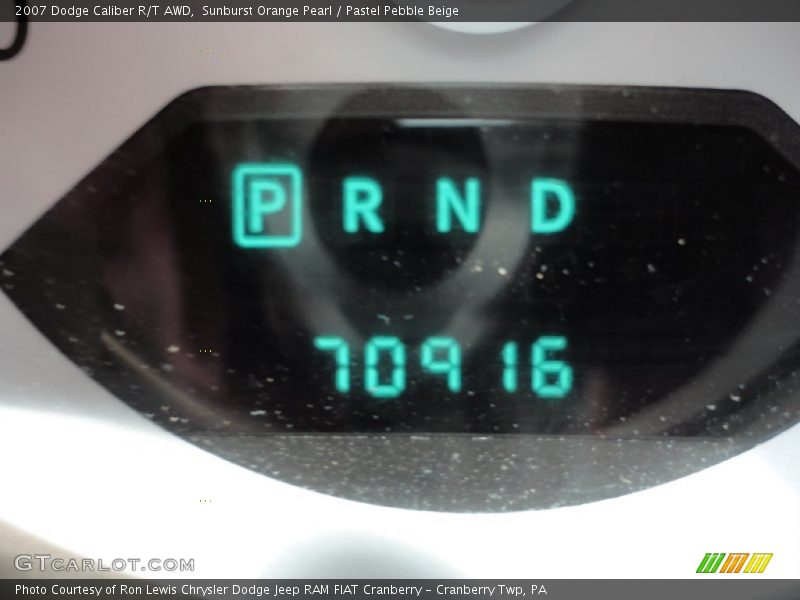 2007 Dodge Caliber R/T AWD, Sunburst Orange Pearl / Pastel Pebble Beige
P R N D
70916
GTCARLOT.COM
Photo Courtesy of Ron Lewis Chrysler Dodge Jeep RAM FIAT Cranberry - Cranberry Twp, PA